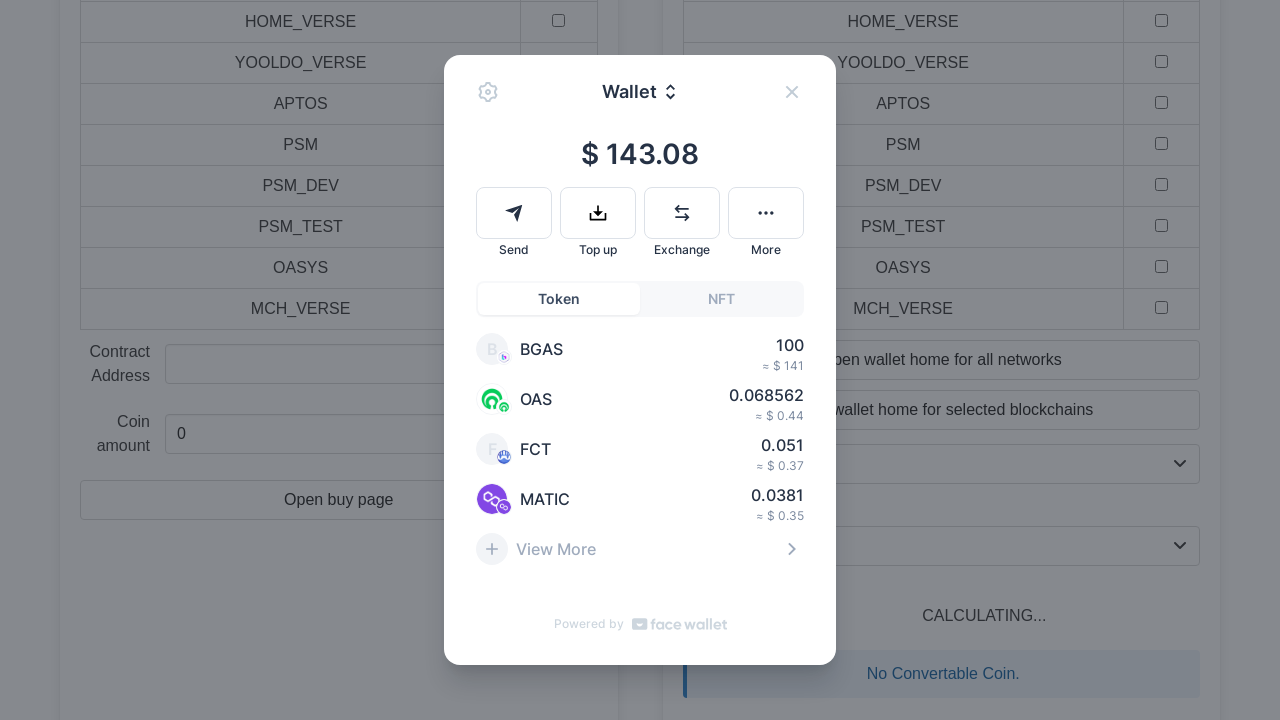 HOME_VERSE
YOOLDO_VERSE
APTOS
PSM
PSM_DEV
PSM_TEST
OASYS
MCH_VERSE
Contract
Address
Coin
amount
0
Open buy page
Wallet
$ 143.08
Send
Top up
Exchange
More
Token
NFT
B
BGAS
100
≈ $ 141
OAS
0.068562
≈ $ 0.44
F
FCT
0.051
≈ $ 0.37
MATIC
0.0381
≈ $ 0.35
View More
Powered by face wallet
HOME_VERSE
YOOLDO_VERSE
APTOS
PSM
PSM_DEV
PSM_TEST
OASYS
MCH_VERSE
wallet home for all networks
wallet home for selected blockchains
CALCULATING...
No Convertable Coin.